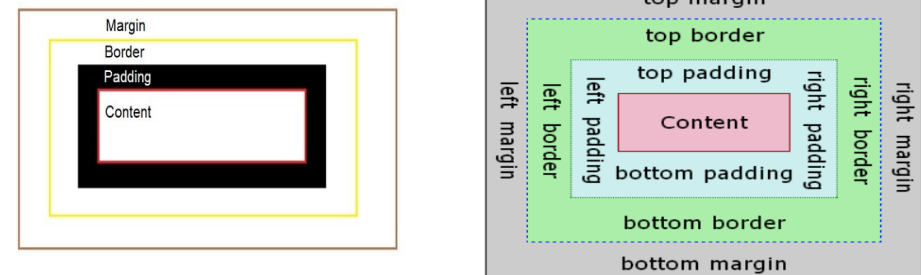 Margin
Border
Padding
Content
top margin
top border
top padding
left margin
left border
left padding
Content
right padding
right border
right margin
bottom padding
bottom border
bottom margin